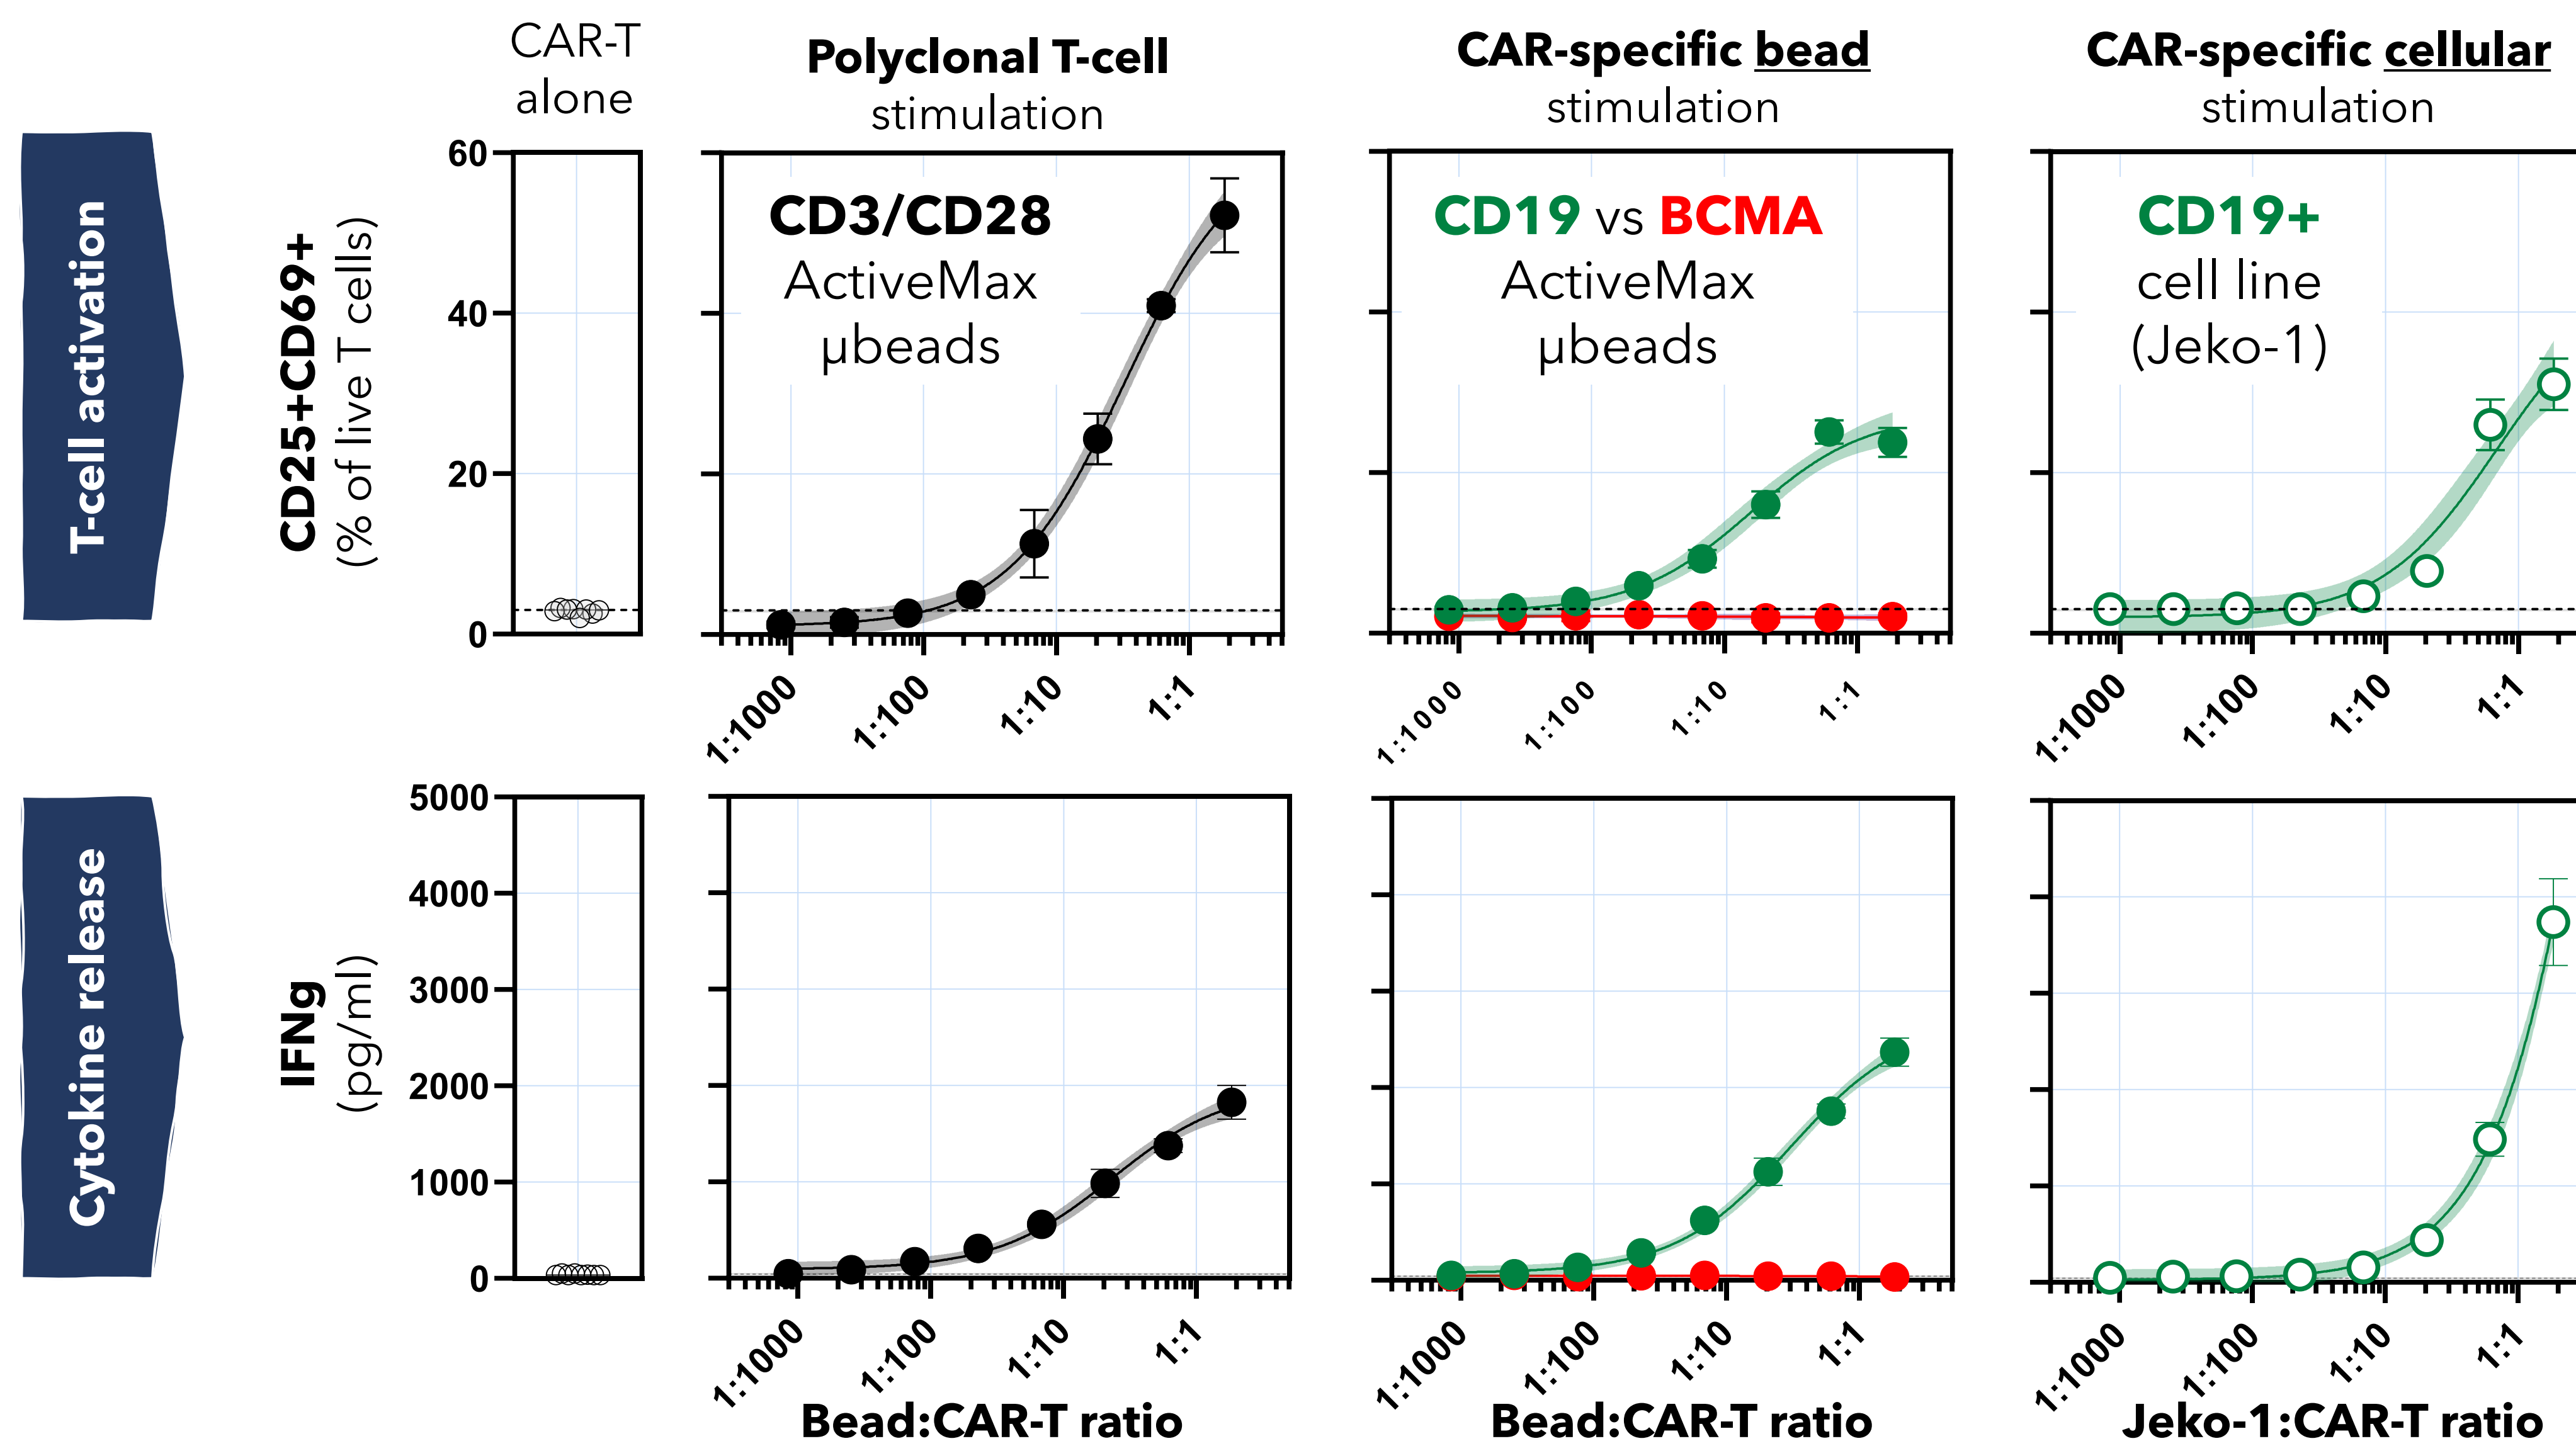 CAR-T
alone
Polyclonal T-cell
stimulation
CAR-specific bead
stimulation
CAR-specific cellular
stimulation
T-cell activation
CD25+CD69+
(% of live T cells)
60
40
20
0
CD3/CD28
ActiveMax
µbeads
CD19 vs BCMA
ActiveMax
µbeads
CD19+
cell line
(Jeko-1)
1:1000 1:100 1:10 1:1
1:1000 1:100 1:10 1:1
1:1000 1:100 1:10 1:1
Cytokine release
IFNg
(pg/ml)
5000
4000
3000
2000
1000
0
1:1000 1:100 1:10 1:1
1:1000 1:100 1:10 1:1
1:1000 1:100 1:10 1:1
Bead:CAR-T ratio
Bead:CAR-T ratio
Jeko-1:CAR-T ratio